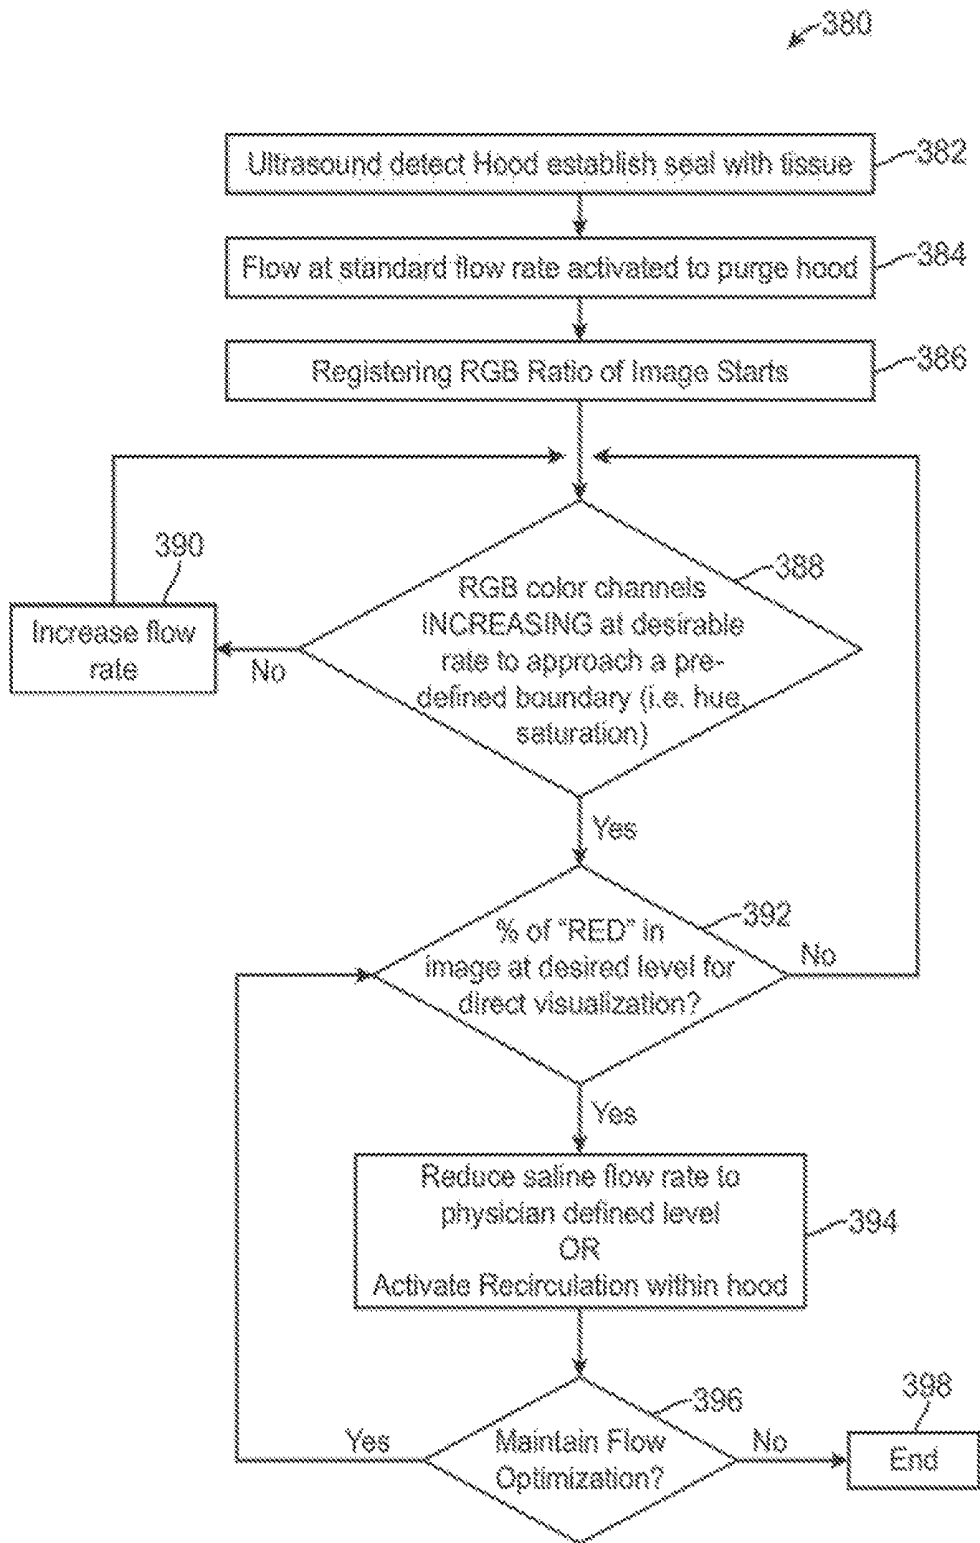 380
Ultrasound detect Hood establish seal with tissue
382
Flow at standard flow rate activated to purge hood
384
Registering RGB Ratio of Image Starts
386
390
Increase flow
rate
No
388
RGB color channels
INCREASING at desirable
rate to approach a pre-
defined boundary (i.e. hue,
saturation)
Yes
392
% of "RED" in
image at desired level for
direct visualization?
No
Yes
Reduce saline flow rate to
physician defined level
OR
Activate Recirculation within hood
394
396
Maintain Flow
Optimization?
Yes
No
398
End